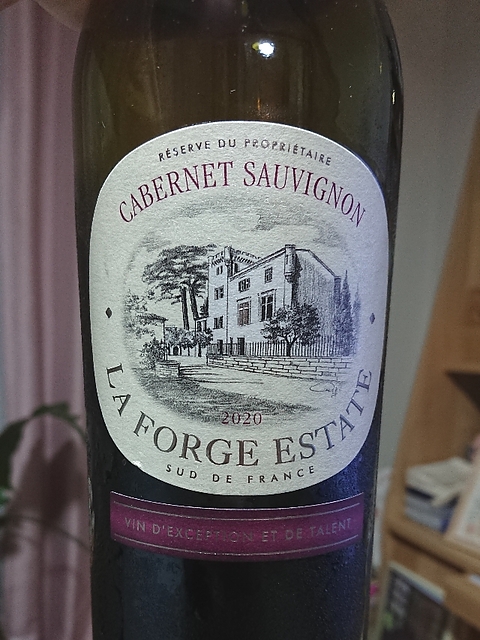 RÉSERVE DU PROPRIÉTAIRE
CABERNET SAUVIGNON
2020
LA FORGE ESTATE
SUD DE FRANCE
VIN D'EXCEPTION ET DE TALENT